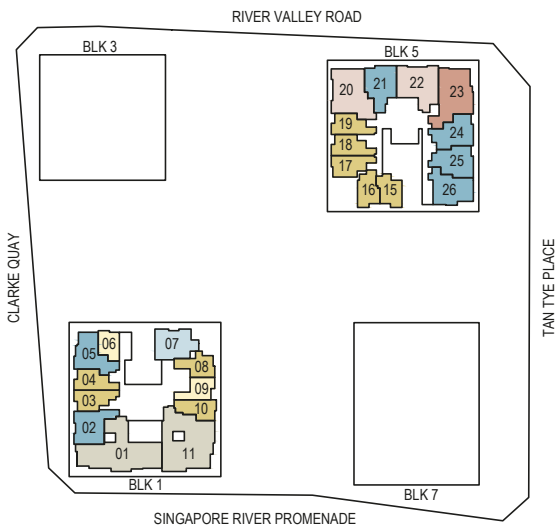 RIVER VALLEY ROAD
BLK 3
BLK 5
20
21
22
23
19
24
18
25
17
26
16
15
CLARKE QUAY
TAN TYE PLACE
06
07
05
08
04
09
03
10
02
01
11
BLK 1
BLK 7
SINGAPORE RIVER PROMENADE